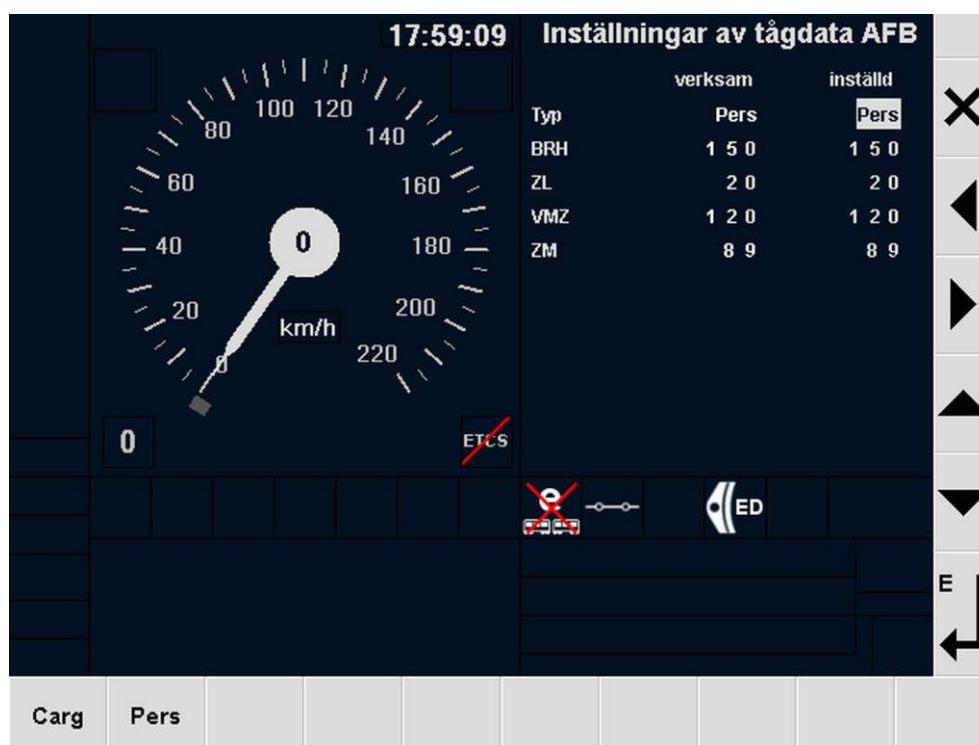 17:59:09
0
20
40
60
80
100
120
140
160
180
200
220
0
km/h
0
ETCS
Inställningar av tågdata AFB
verksam inställd
Typ Pers Pers
BRH 1 5 0 1 5 0
ZL 2 0 2 0
VMZ 1 2 0 1 2 0
ZM 8 9 8 9
ED
E
Carg Pers